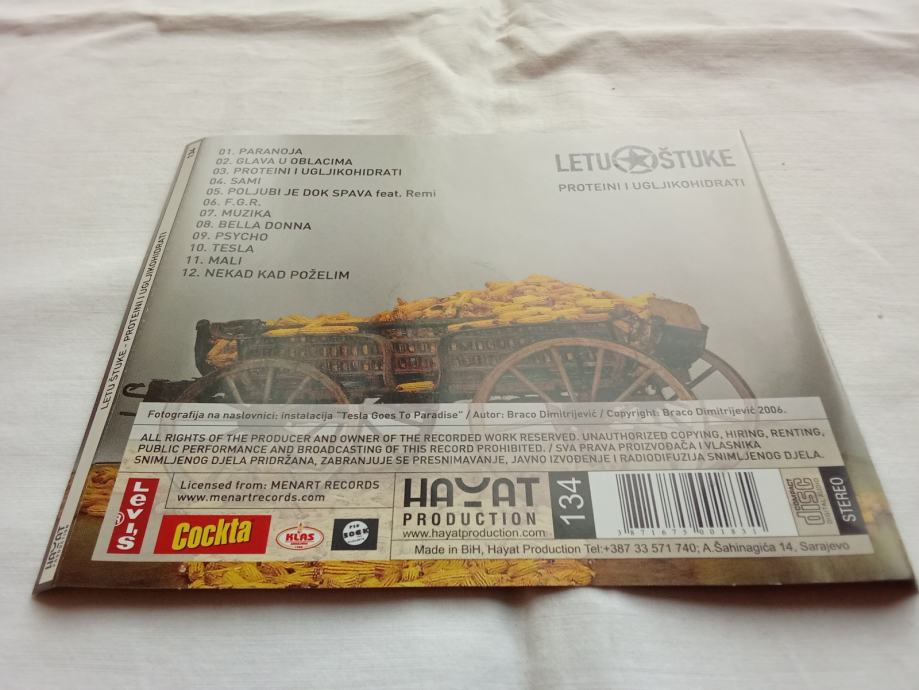 01. PARANOJA
02. GLAVA U OBLACIMA
03. PROTEINI I UGLJIKOHIDRATI
04. SAMI
05. POLJUBI JE DOK SPAVA feat. Remi
06. F.G.R.
07. MUZIKA
08. BELLA DONNA
09. PSYCHO
10. TESLA
11. MALI
12. NEKAD KAD POŽELIM
LETU ŠTUKE
PROTEINI I UGLJIKOHIDRATI
134
LETU ŠTUKE - PROTEINI I UGLJIKOHIDRATI
HAYAT
Fotografija na naslovnici: instalacija "Tesla Goes To Paradise" / Autor: Braco Dimitrijević / Copyright: Braco Dimitrijević 2006.
ALL RIGHTS OF THE PRODUCER AND OWNER OF THE RECORDED WORK RESERVED. UNAUTHORIZED COPYING, HIRING, RENTING,
PUBLIC PERFORMANCE AND BROADCASTING OF THIS RECORD PROHIBITED. / SVA PRAVA PROIZVOĐAČA I VLASNIKA
SNIMLJENOG DJELA PRIDRŽANA, ZABRANJUJE SE PRESNIMAVANJE, JAVNO IZVOĐENJE I RADIODIFUZIJA SNIMLJENOG DJELA.
Levi's
®
Licensed from: MENART RECORDS
www.menartrecords.com
Cockta
KLAS
HAYAT
PRODUCTION
www.hayatproduction.com
134
COMPACT
disc
DIGITAL AUDIO
STEREO
Made in BiH, Hayat Production Tel:+387 33 571 740; A.Šahinagića 14, Sarajevo